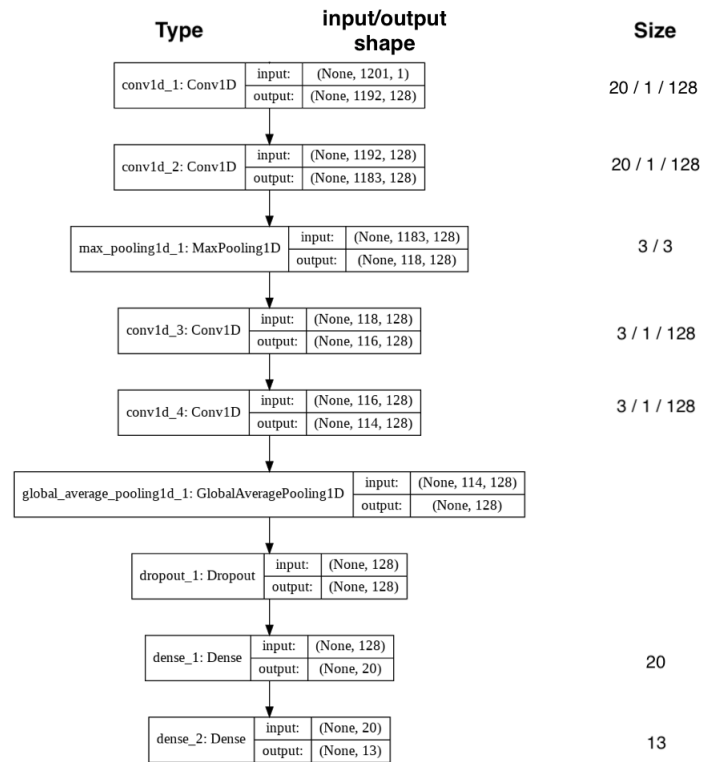 Type
input/output
shape
Size
conv1d_1: Conv1D
input: (None, 1201, 1)
output: (None, 1192, 128)
20 / 1 / 128
conv1d_2: Conv1D
input: (None, 1192, 128)
output: (None, 1183, 128)
20 / 1 / 128
max_pooling1d_1: MaxPooling1D
input: (None, 1183, 128)
output: (None, 118, 128)
3 / 3
conv1d_3: Conv1D
input: (None, 118, 128)
output: (None, 116, 128)
3 / 1 / 128
conv1d_4: Conv1D
input: (None, 116, 128)
output: (None, 114, 128)
3 / 1 / 128
global_average_pooling1d_1: GlobalAveragePooling1D
input: (None, 114, 128)
output: (None, 128)
dropout_1: Dropout
input: (None, 128)
output: (None, 128)
dense_1: Dense
input: (None, 128)
output: (None, 20)
20
dense_2: Dense
input: (None, 20)
output: (None, 13)
13